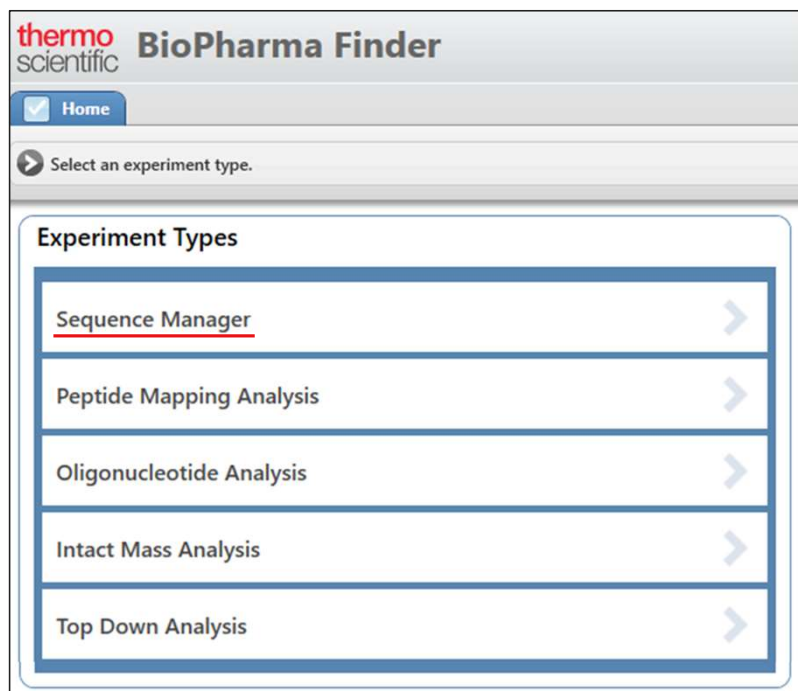 thermo
scientific
BioPharma Finder
Home
Select an experiment type.
Experiment Types
Sequence Manager
Peptide Mapping Analysis
Oligonucleotide Analysis
Intact Mass Analysis
Top Down Analysis